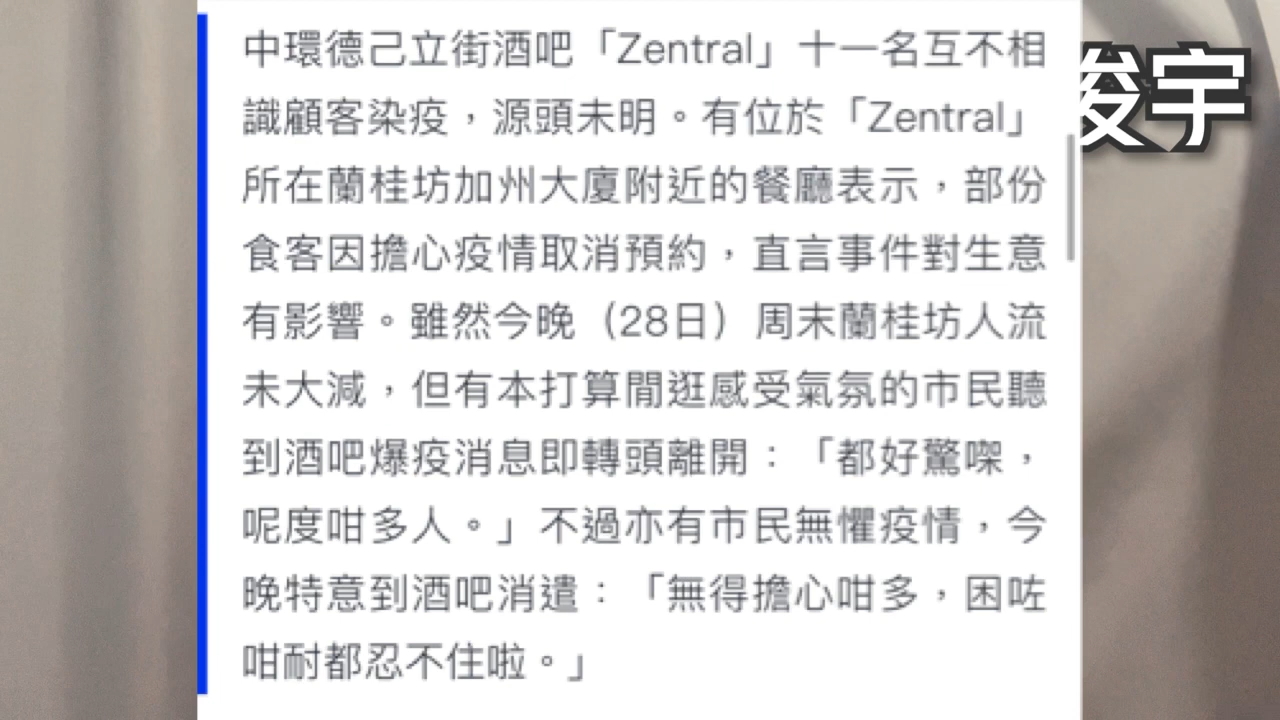 中環德己立街酒吧「Zentral」十一名互不相
識顧客染疫，源頭未明。有位於「Zentral」
所在蘭桂坊加州大廈附近的餐廳表示，部份
食客因擔心疫情取消預約，直言事件對生意
有影響。雖然今晚（28日）周末蘭桂坊人流
未大減，但有本打算閒逛感受氣氛的市民聽
到酒吧爆疫消息即轉頭離開：「都好驚㗎，
呢度咁多人。」不過亦有市民無懼疫情，今
晚特意到酒吧消遣：「無得擔心咁多，困咗
咁耐都忍不住啦。」
宇